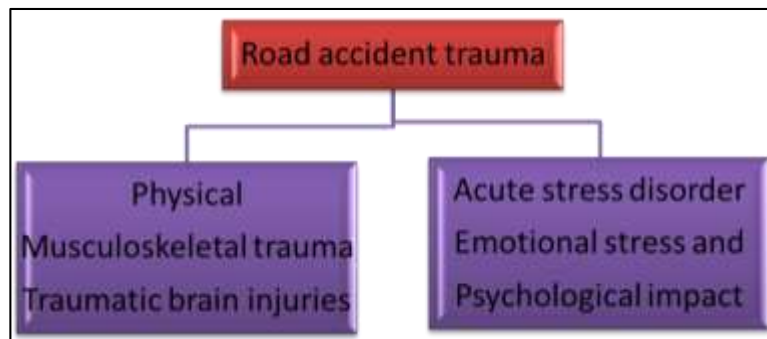 Road accident trauma
Physical
Musculoskeletal trauma
Traumatic brain injuries
Acute stress disorder
Emotional stress and
Psychological impact